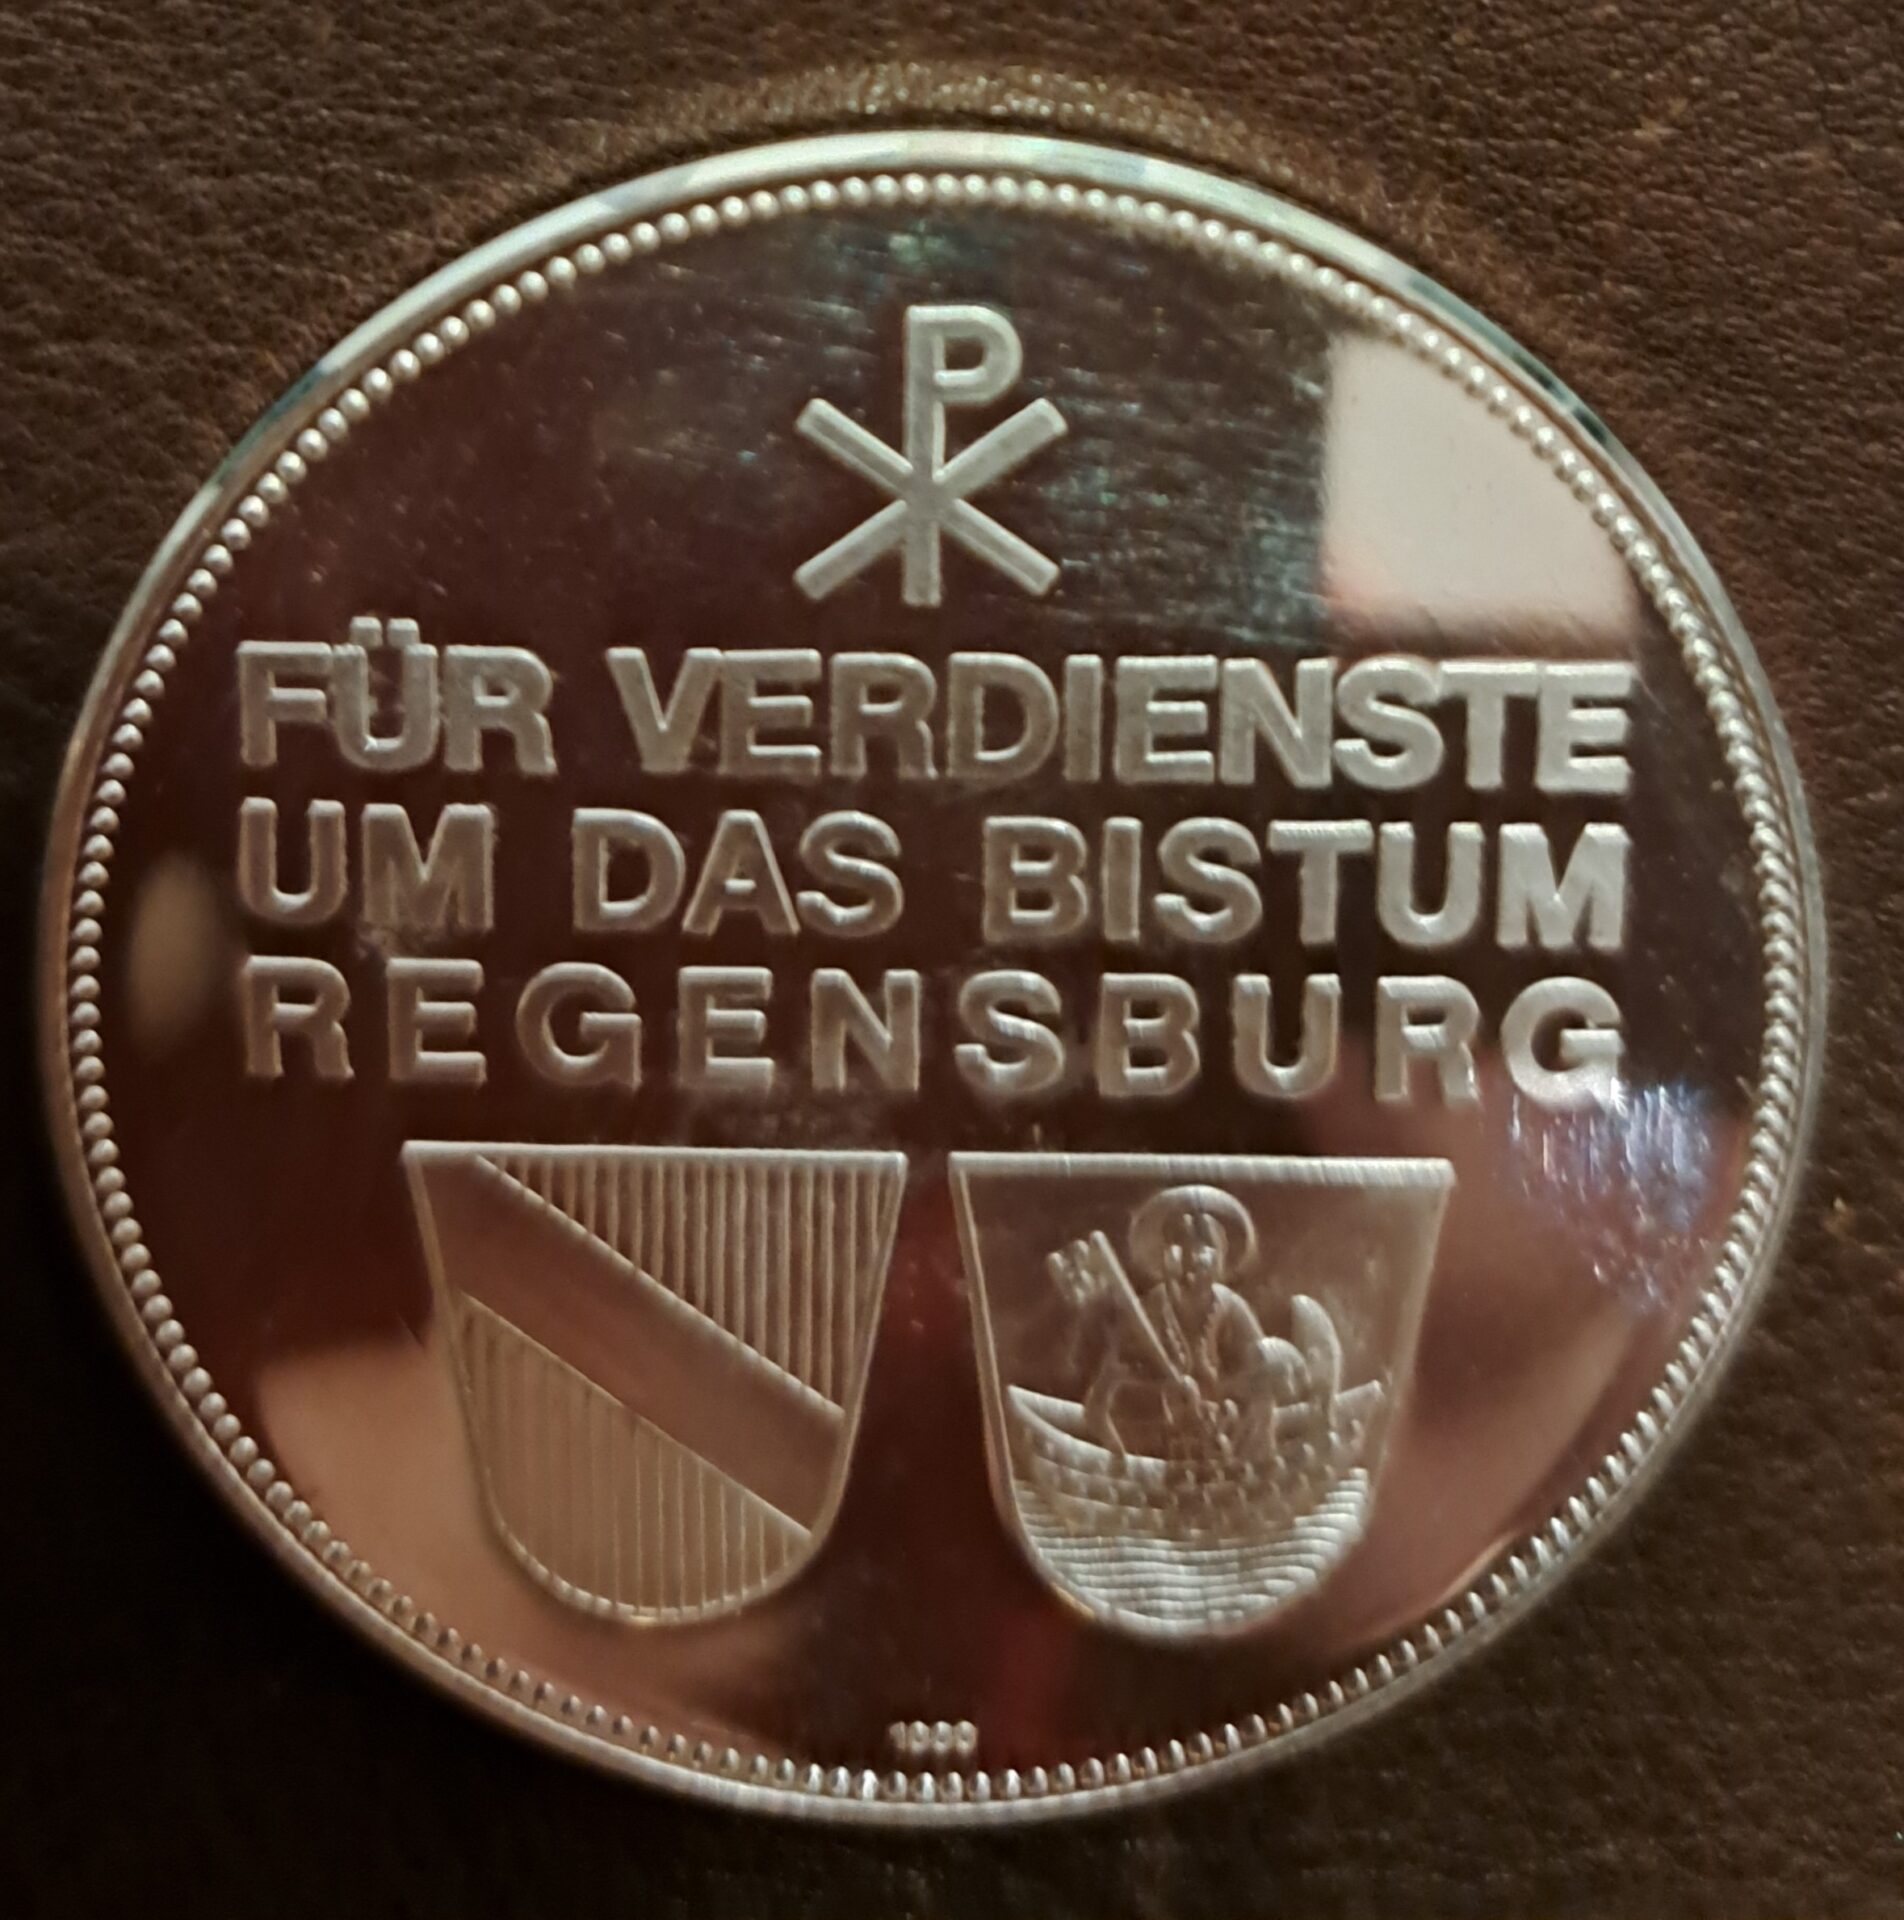 FÜR VERDIENSTE
UM DAS BISTUM
REGENSBURG